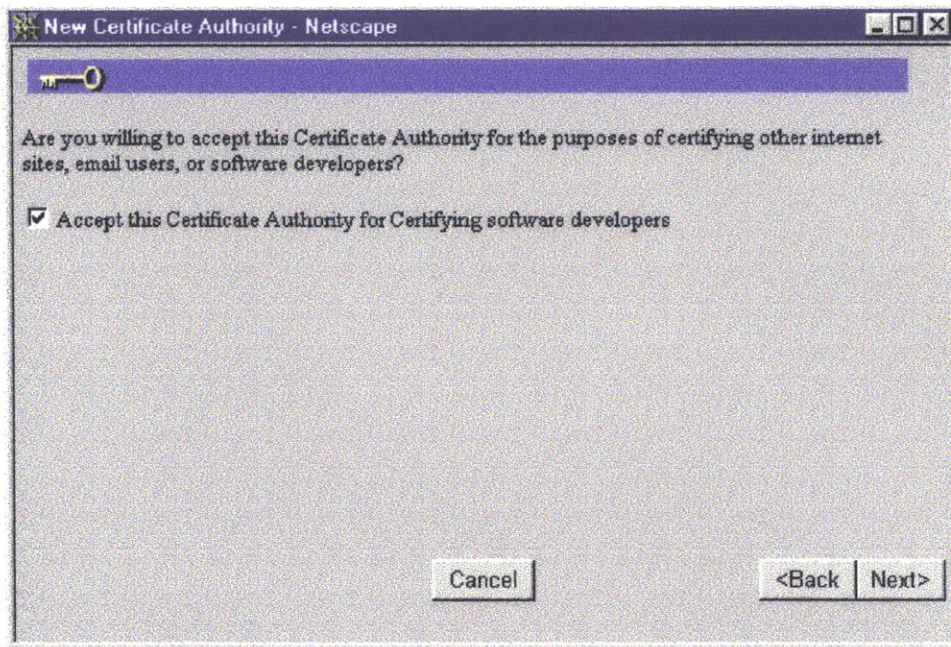 New Certificate Authority - Netscape
Are you willing to accept this Certificate Authority for the purposes of certifying other internet
sites, email users, or software developers?
Accept this Certificate Authority for Certifying software developers
Cancel
<Back
Next>